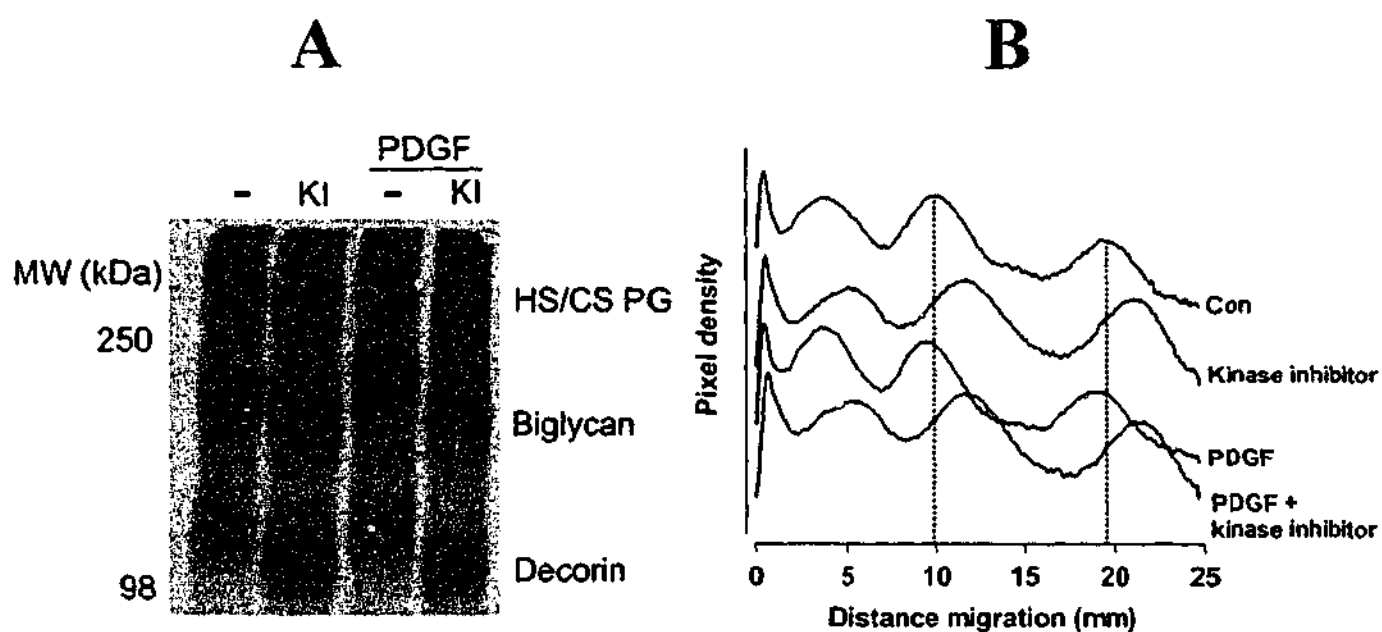 A
PDGF
- KI - KI
MW (kDa)
250
98
HS/CS PG
Biglycan
Decorin
B
Pixel density
Con
Kinase inhibitor
PDGF
PDGF +
kinase inhibitor
0 5 10 15 20 25
Distance migration (mm)